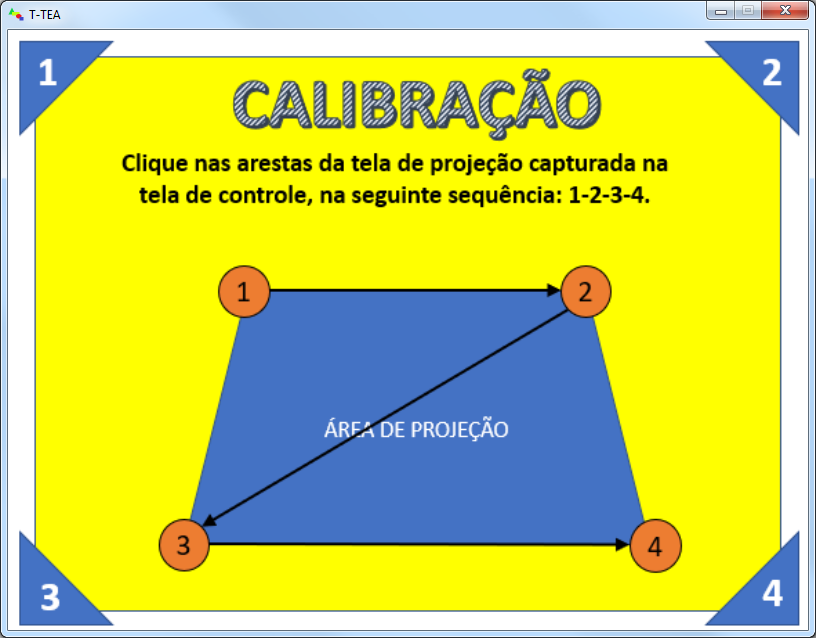 T-TEA
1 2
CALIBRAÇÃO
Clique nas arestas da tela de projeção capturada na
tela de controle, na seguinte sequência: 1-2-3-4.
1 2
ÁREA DE PROJEÇÃO
3 4
3 4